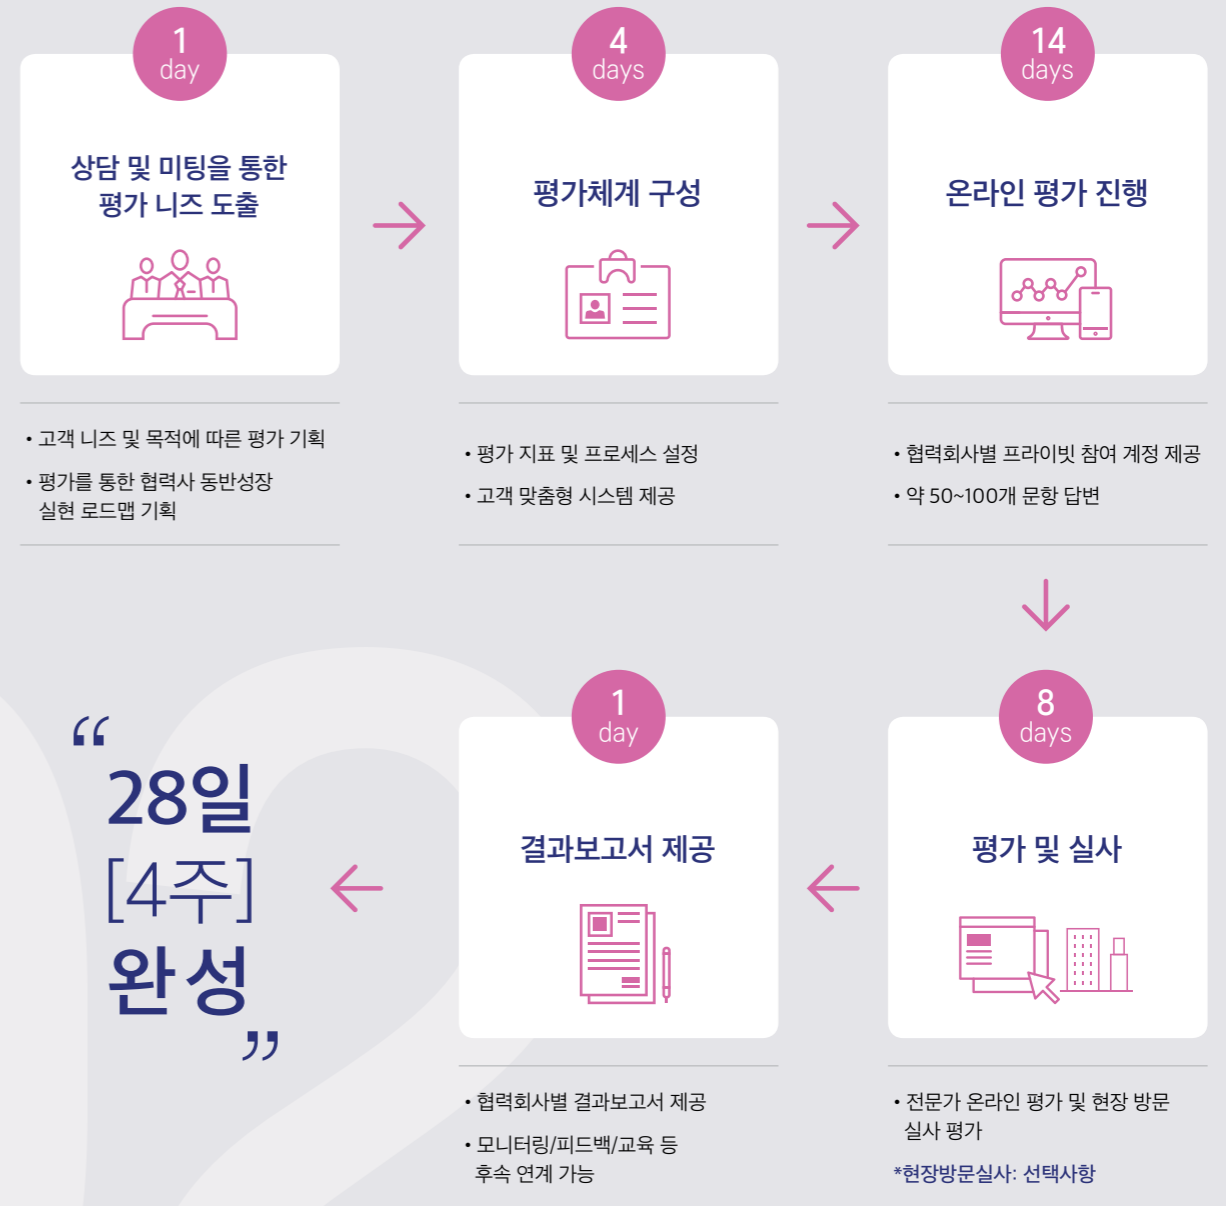 1
day
상담 및 미팅을 통한
평가 니즈 도출
• 고객 니즈 및 목적에 따른 평가 기획
• 평가를 통한 협력사 동반성장
실현 로드맵 기획
4
days
평가체계 구성
• 평가 지표 및 프로세스 설정
• 고객 맞춤형 시스템 제공
14
days
온라인 평가 진행
• 협력회사별 프라이빗 참여 계정 제공
• 약 50~100개 문항 답변
8
days
평가 및 실사
• 전문가 온라인 평가 및 현장 방문
실사 평가
*현장방문실사: 선택사항
1
day
결과보고서 제공
• 협력회사별 결과보고서 제공
• 모니터링/피드백/교육 등
후속 연계 가능
“
28일
[4주]
완성
”